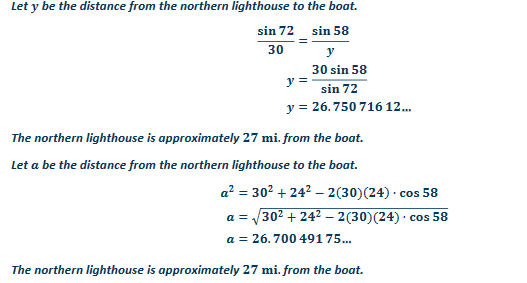 Let y be the distance from the northern lighthouse to the boat.
sin 72 / 30 = sin 58 / y
y = 30 sin 58 / sin 72
y = 26.750 716 12...
The northern lighthouse is approximately 27 mi. from the boat.
Let a be the distance from the northern lighthouse to the boat.
a² = 30² + 24² – 2(30)(24) · cos 58
a = √30² + 24² – 2(30)(24) · cos 58
a = 26.700 491 75...
The northern lighthouse is approximately 27 mi. from the boat.